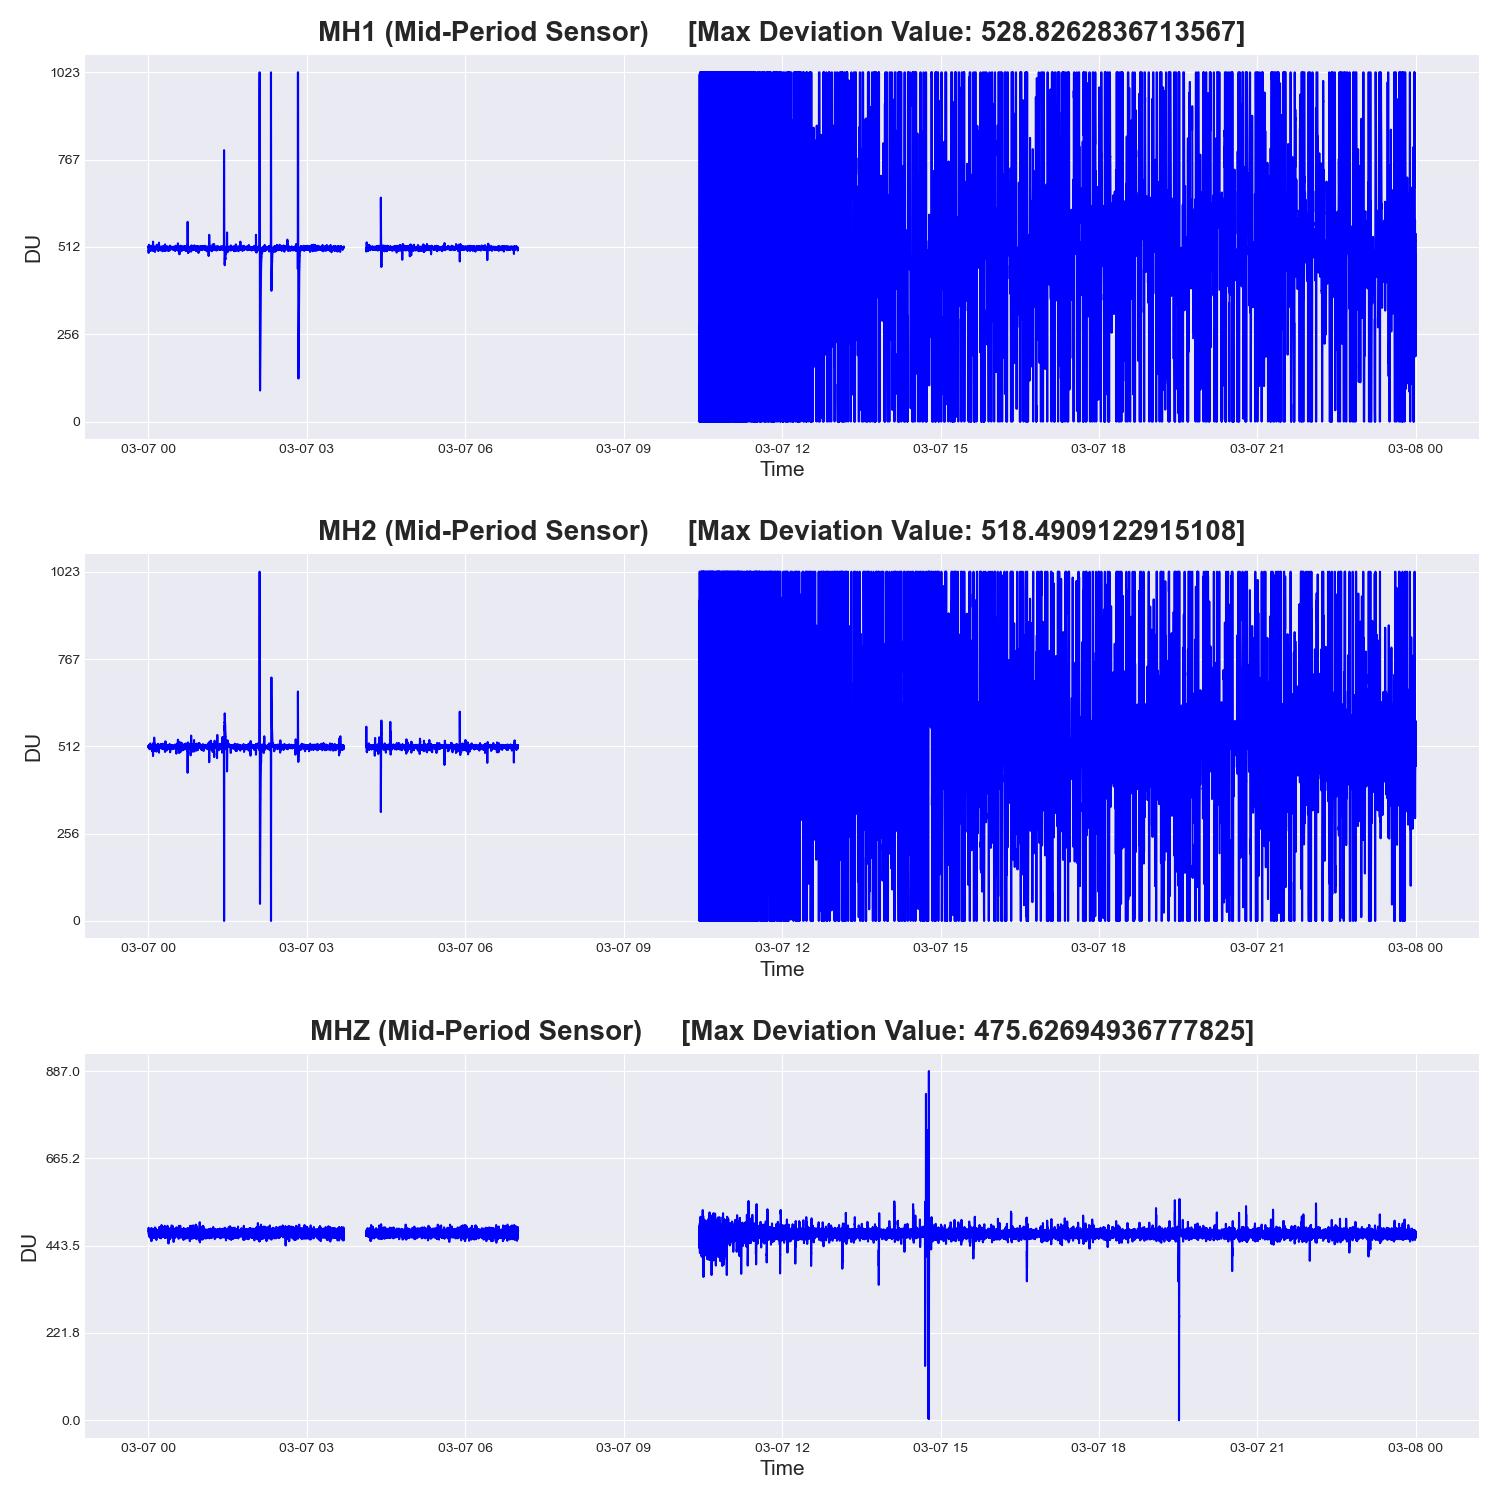 MH1 (Mid-Period Sensor) [Max Deviation Value: 528.8262836713567]
1023
767
512
256
0
DU
03-07 00 03-07 03 03-07 06 03-07 09 03-07 12 03-07 15 03-07 18 03-07 21 03-08 00
Time
MH2 (Mid-Period Sensor) [Max Deviation Value: 518.4909122915108]
1023
767
512
256
0
DU
03-07 00 03-07 03 03-07 06 03-07 09 03-07 12 03-07 15 03-07 18 03-07 21 03-08 00
Time
MHZ (Mid-Period Sensor) [Max Deviation Value: 475.62694936777825]
887.0
665.2
443.5
221.8
0.0
DU
03-07 00 03-07 03 03-07 06 03-07 09 03-07 12 03-07 15 03-07 18 03-07 21 03-08 00
Time